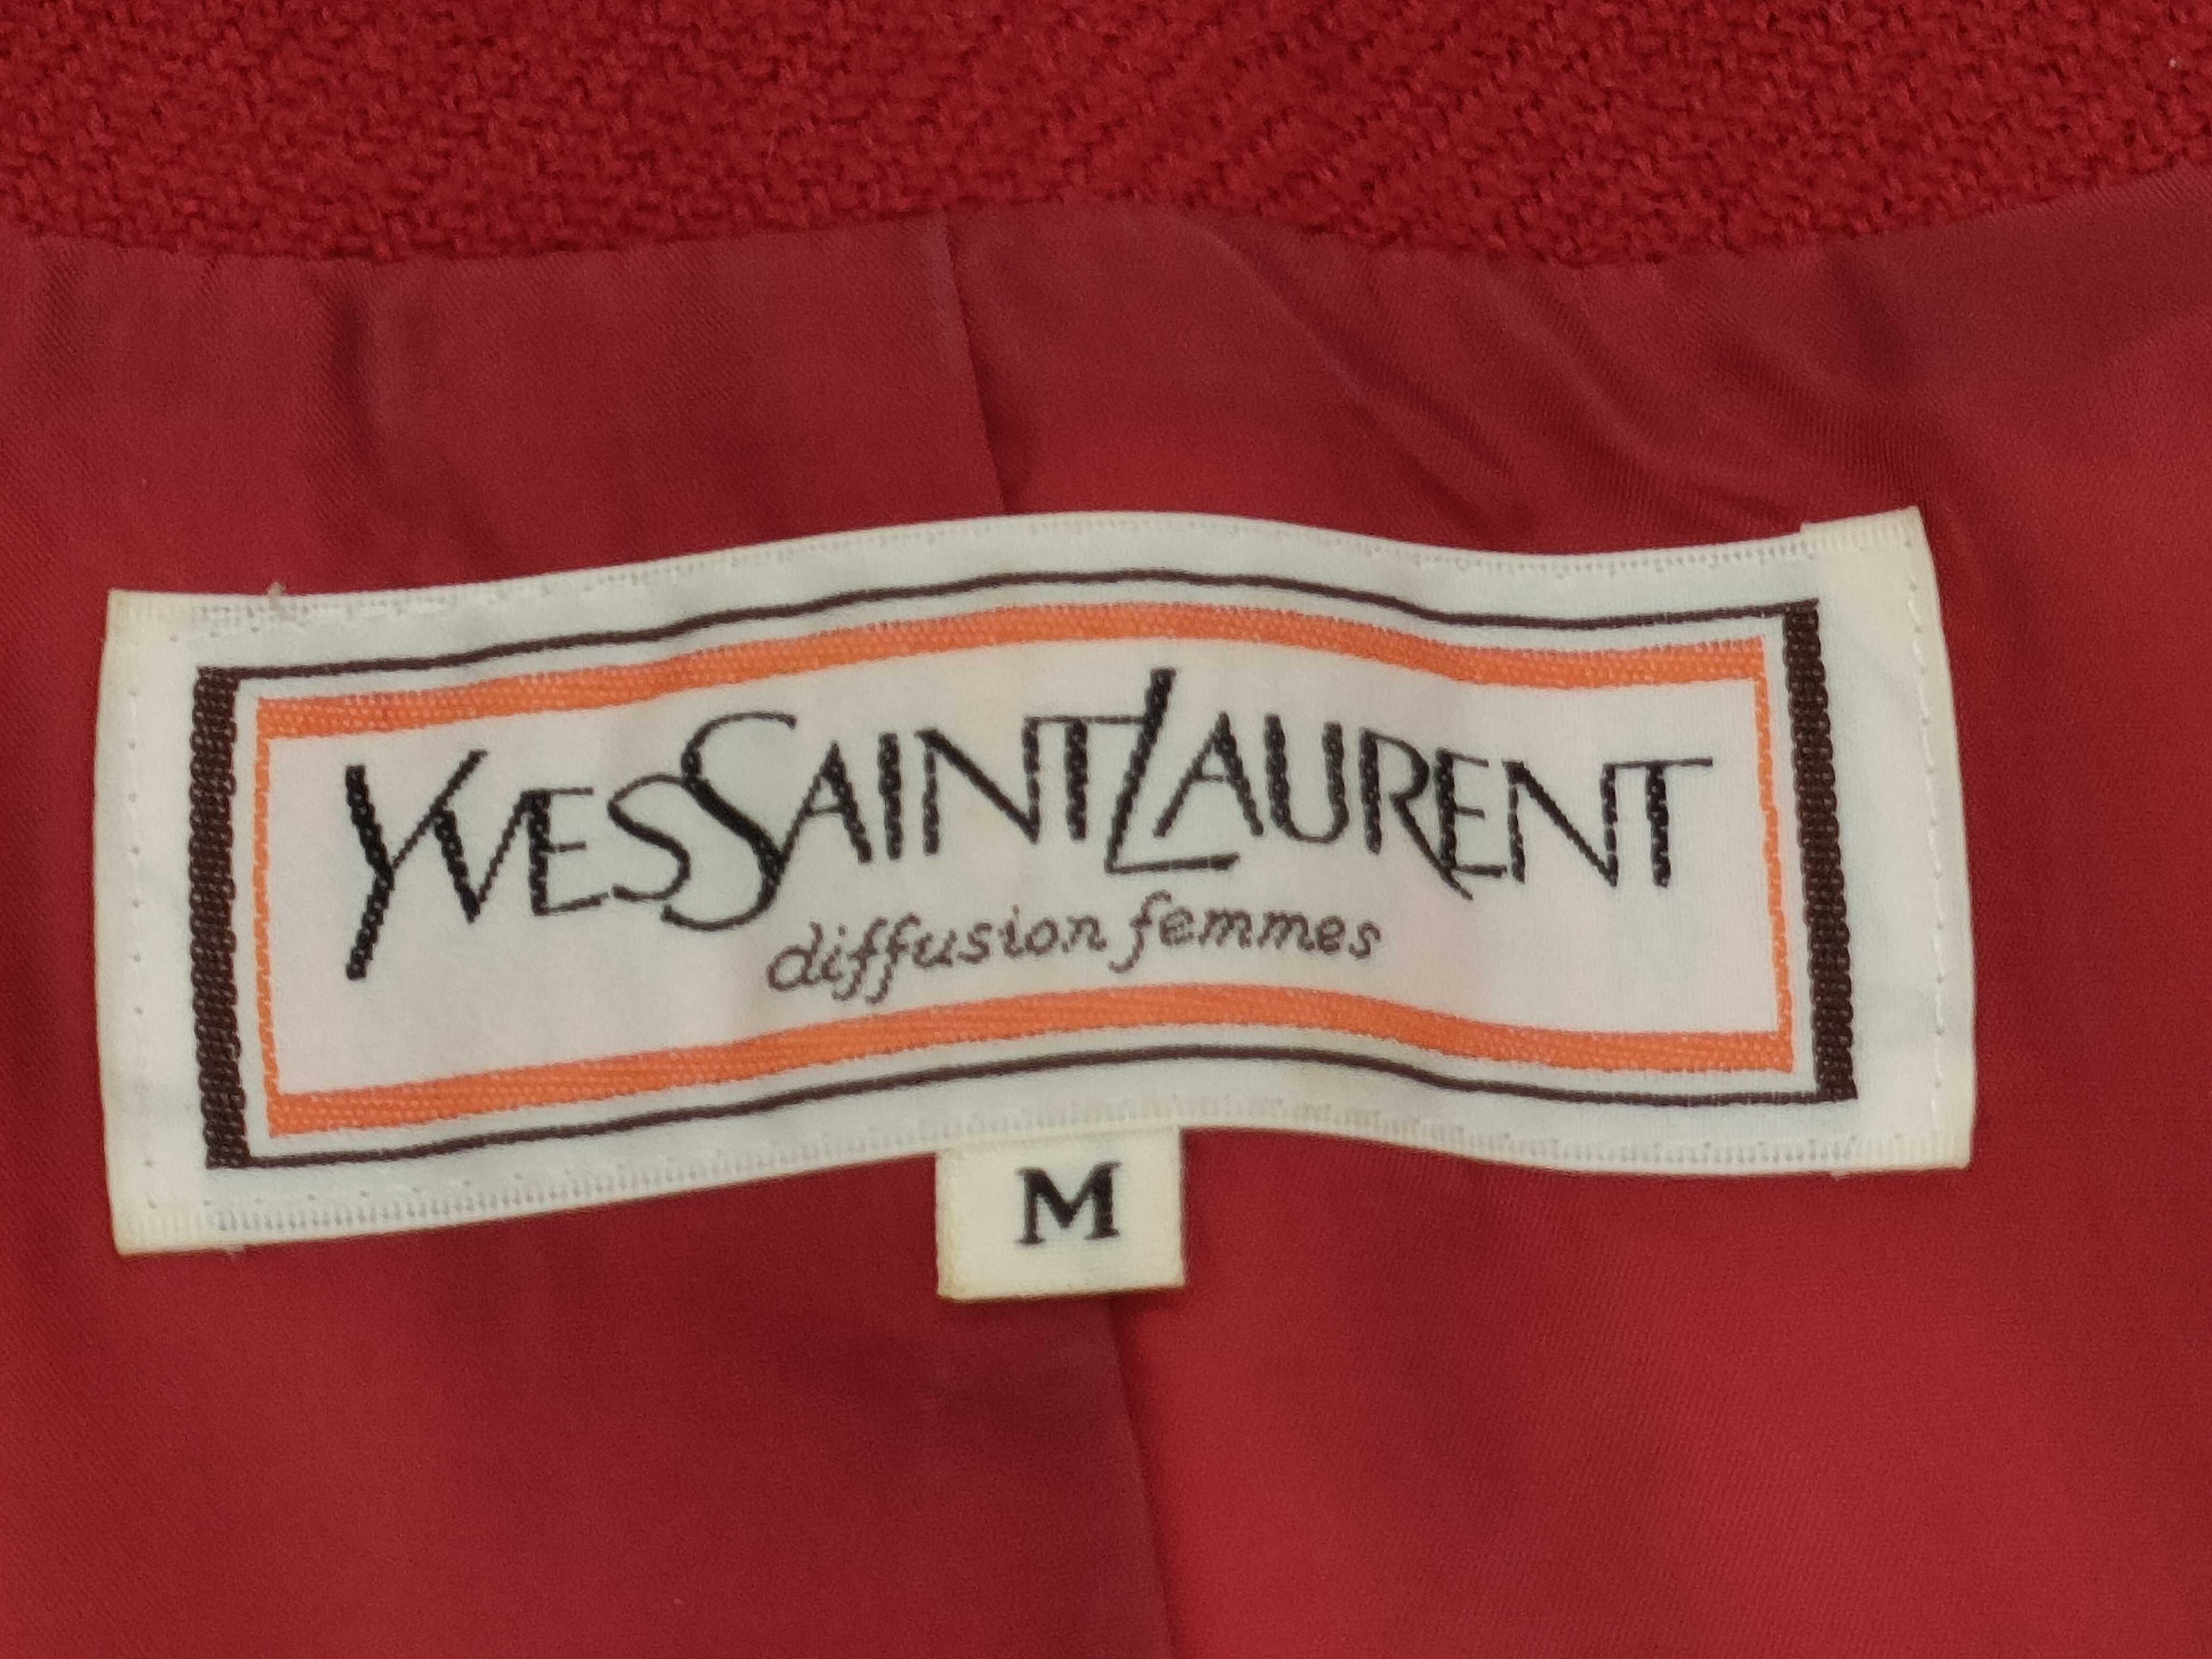 YVES SAINT LAURENT
diffusion femmes
M